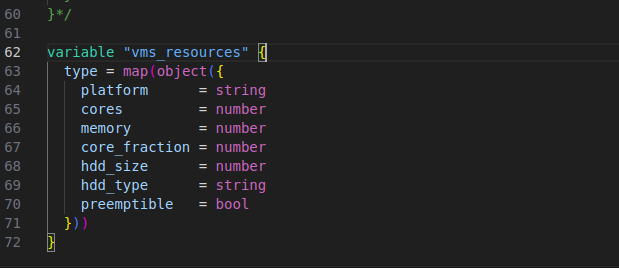 60 }*/
61
62 variable "vms_resources" {
63   type = map(object({
64     platform      = string
65     cores         = number
66     memory        = number
67     core_fraction = number
68     hdd_size      = number
69     hdd_type      = string
70     preemptible   = bool
71   }))
72 }